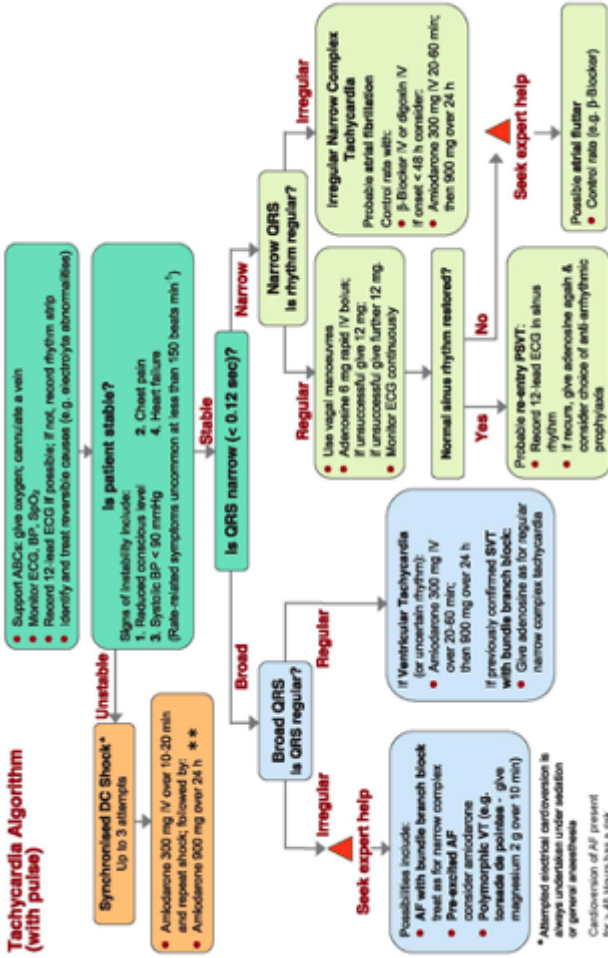 Tachycardia Algorithm
(with pulse)
● Support ABCs: give oxygen; cannulate a vein
● Monitor ECG, BP, SpO₂
● Record 12-lead ECG if possible; if not, record rhythm strip
● Identify and treat reversible causes (e.g. electrolyte abnormalities)
Is patient stable?
Signs of instability include:
1. Reduced conscious level 2. Chest pain
3. Systolic BP < 90 mmHg 4. Heart failure
(Rate-related symptoms uncommon at less than 150 beats min⁻¹)
Unstable
Synchronised DC Shock*
Up to 3 attempts
● Amiodarone 300 mg IV over 10-20 min
and repeat shock; followed by:
● Amiodarone 900 mg over 24 h **
Stable
Is QRS narrow (< 0.12 sec)?
Broad
Narrow
Broad QRS
Is QRS regular?
Irregular
Regular
Seek expert help
Possibilities include:
● AF with bundle branch block
treat as for narrow complex
● Pre-excited AF
consider amiodarone
● Polymorphic VT (e.g.
torsade de pointes - give
magnesium 2 g over 10 min)
If Ventricular Tachycardia
(or uncertain rhythm):
● Amiodarone 300 mg IV
over 20-60 min;
then 900 mg over 24 h
If previously confirmed SVT
with bundle branch block:
● Give adenosine as for regular
narrow complex tachycardia
Narrow QRS
Is rhythm regular?
Regular
Irregular
● Use vagal manoeuvres
● Adenosine 6 mg rapid IV bolus;
if unsuccessful give 12 mg;
if unsuccessful give further 12 mg.
● Monitor ECG continuously
Irregular Narrow Complex
Tachycardia
Probable atrial fibrillation
Control rate with:
● β-Blocker IV or digoxin IV
If onset < 48 h consider:
● Amiodarone 300 mg IV 20-60 min;
then 900 mg over 24 h
Normal sinus rhythm restored?
Yes
No
Seek expert help
Probable re-entry PSVT:
● Record 12-lead ECG in sinus
rhythm
● If recurs, give adenosine again &
consider choice of anti-arrhythmic
prophylaxis
Possible atrial flutter
● Control rate (e.g. β-Blocker)
*Attempted electrical cardioversion is
always undertaken under sedation
or general anaesthesia
Cardioversion of AF present
for > 48 Hours has a risk